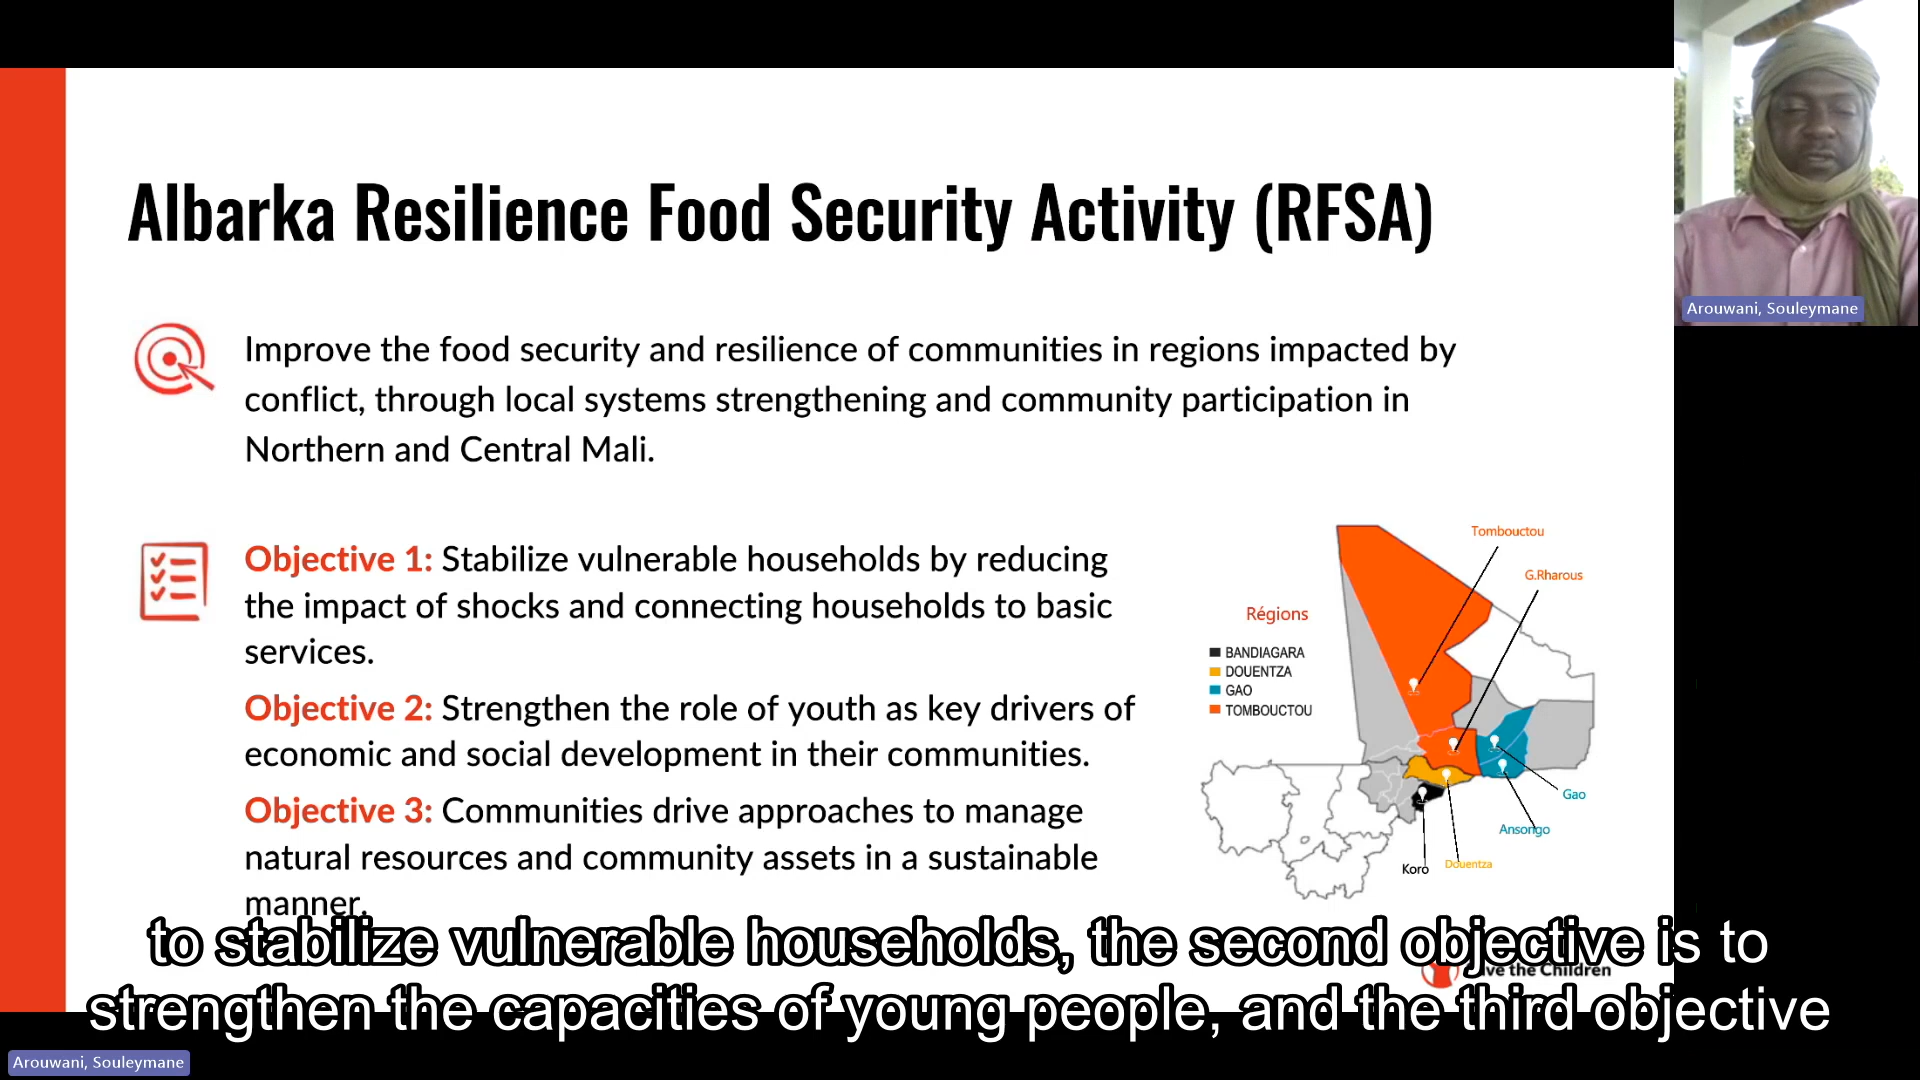 Albarka Resilience Food Security Activity (RFSA)
Arouwani, Souleymane
Improve the food security and resilience of communities in regions impacted by
conflict, through local systems strengthening and community participation in
Northern and Central Mali.
Objective 1: Stabilize vulnerable households by reducing
the impact of shocks and connecting households to basic
services.
Objective 2: Strengthen the role of youth as key drivers of
economic and social development in their communities.
Objective 3: Communities drive approaches to manage
natural resources and community assets in a sustainable
manner.
Tombouctou
G.Rharous
Régions
BANDIAGARA
DOUENTZA
GAO
TOMBOUCTOU
Gao
Ansongo
Douentza
Koro
to stabilize vulnerable households, the second objective is to
the Children
strengthen the capacities of young people, and the third objective
Arouwani, Souleymane